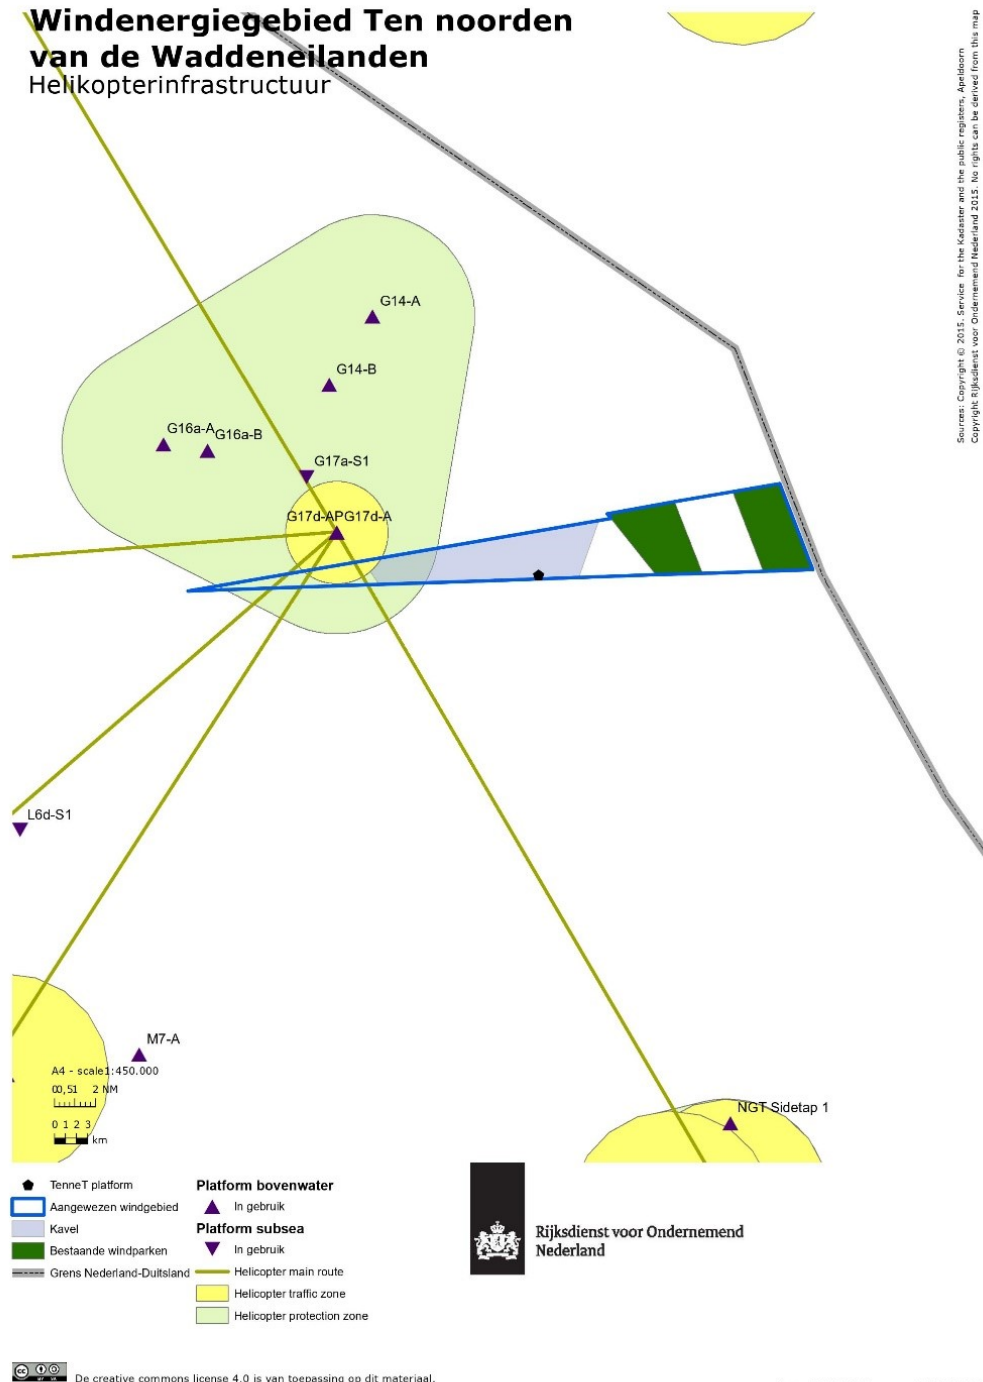 Windenergiegebied Ten noorden
van de Waddeneilanden
Helikopterinfrastructuur
Sources: Copyright © 2015. Service for the Kadaster and the public registers, Apeldoorn
Copyright Rijksdienst voor Ondernemend Nederland 2015. No rights can be derived from this map
G14-A
G14-B
G16a-A
G16a-B
G17a-S1
G17d-AP
G17d-A
L6d-S1
M7-A
NGT Sidetap 1
A4 - scale1:450.000
00,51 2 NM
0 1 2 3
km
TenneT platform
Aangewezen windgebied
Kavel
Bestaande windparken
Grens Nederland-Duitsland
Platform bovenwater
In gebruik
Platform subsea
In gebruik
Helicopter main route
Helicopter traffic zone
Helicopter protection zone
Rijksdienst voor Ondernemend
Nederland
cc
De creative commons license 4.0 is van toepassing op dit materiaal.